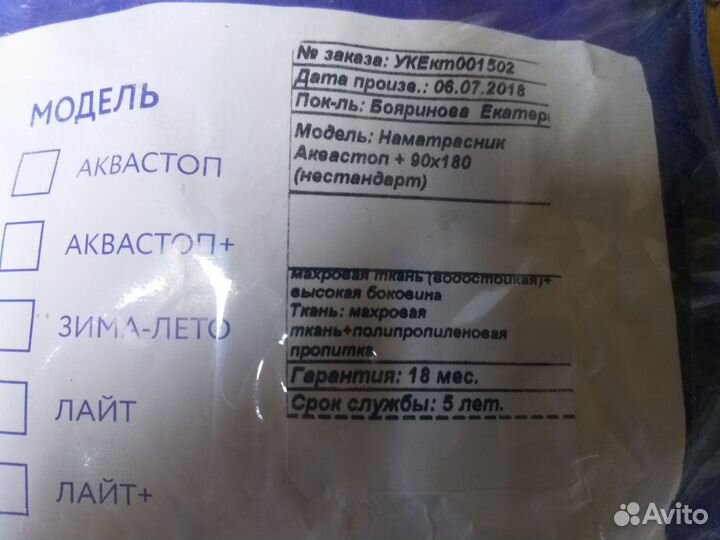 МОДЕЛЬ
АКВАСТОП
АКВАСТОП+
ЗИМА-ЛЕТО
ЛАЙТ
ЛАЙТ+
№ заказа: УКЕкт001502
Дата произв.: 06.07.2018
Пок-ль: Бояринова Екатери
Модель: Наматрасник
Аквастоп + 90х180
(нестандарт)
махровая ткань (водостойкая)+
высокая боковина
Ткань: махровая
ткань+полипропиленовая
пропитка
Гарантия: 18 мес.
Срок службы: 5 лет.
Avito